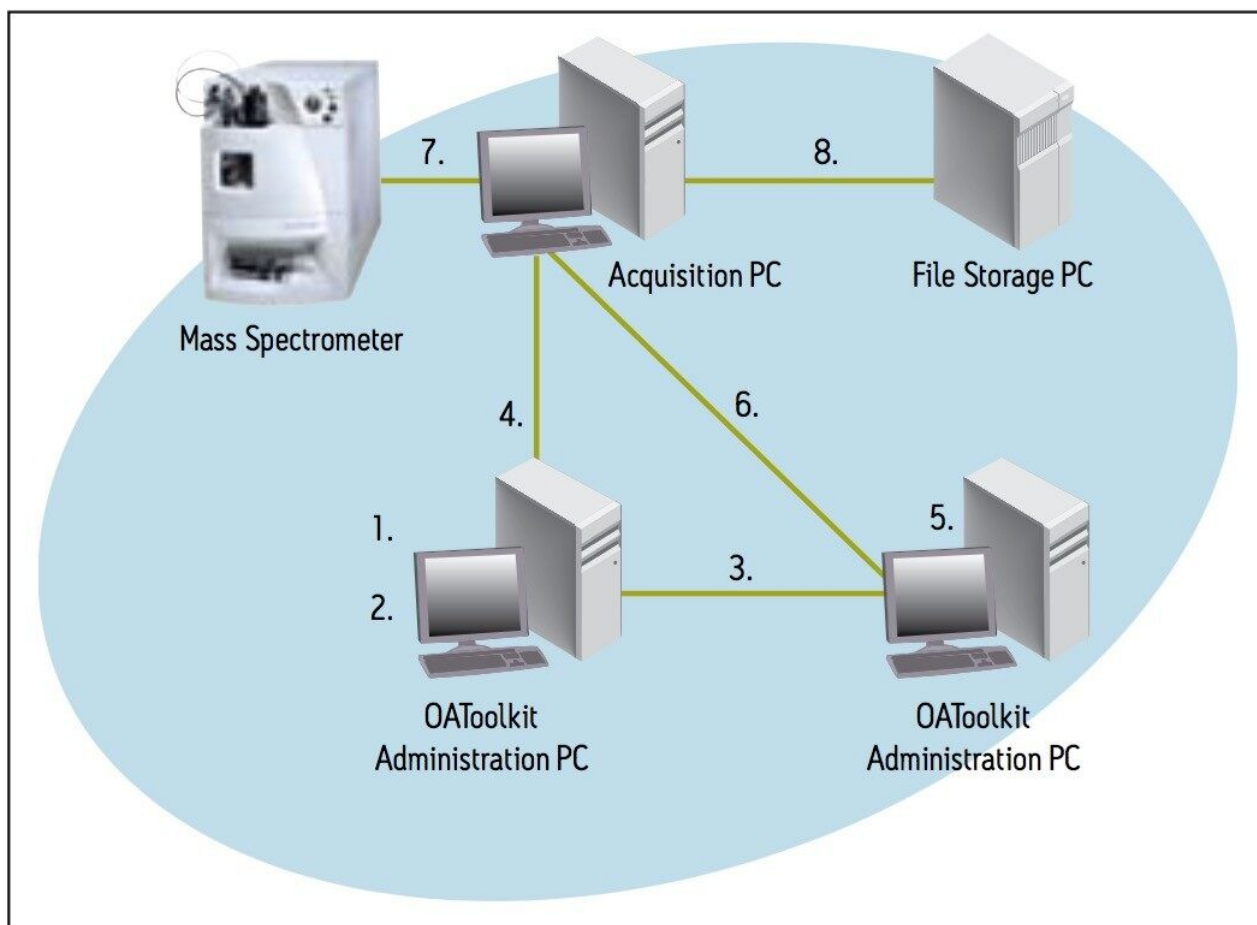 7.
8.
Acquisition PC
File Storage PC
Mass Spectrometer
4.
6.
1.
5.
2.
3.
OAToolkit
Administration PC
OAToolkit
Administration PC